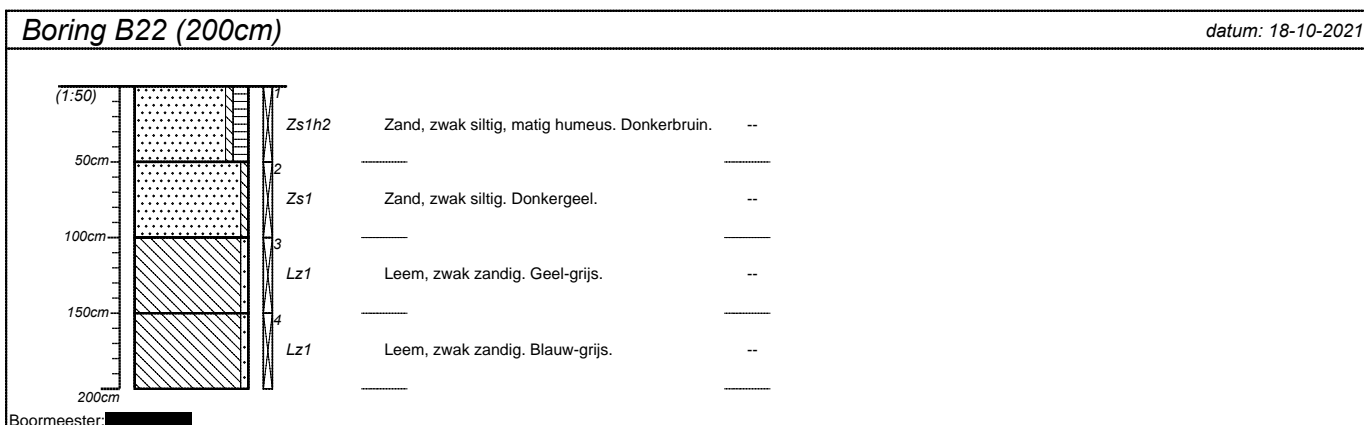 Boring B22 (200cm) datum: 18-10-2021
(1:50)
1
Zs1h2 Zand, zwak siltig, matig humeus. Donkerbruin. --
50cm
2
Zs1 Zand, zwak siltig. Donkergeel. --
100cm
3
Lz1 Leem, zwak zandig. Geel-grijs. --
150cm
4
Lz1 Leem, zwak zandig. Blauw-grijs. --
200cm
Boormeester: